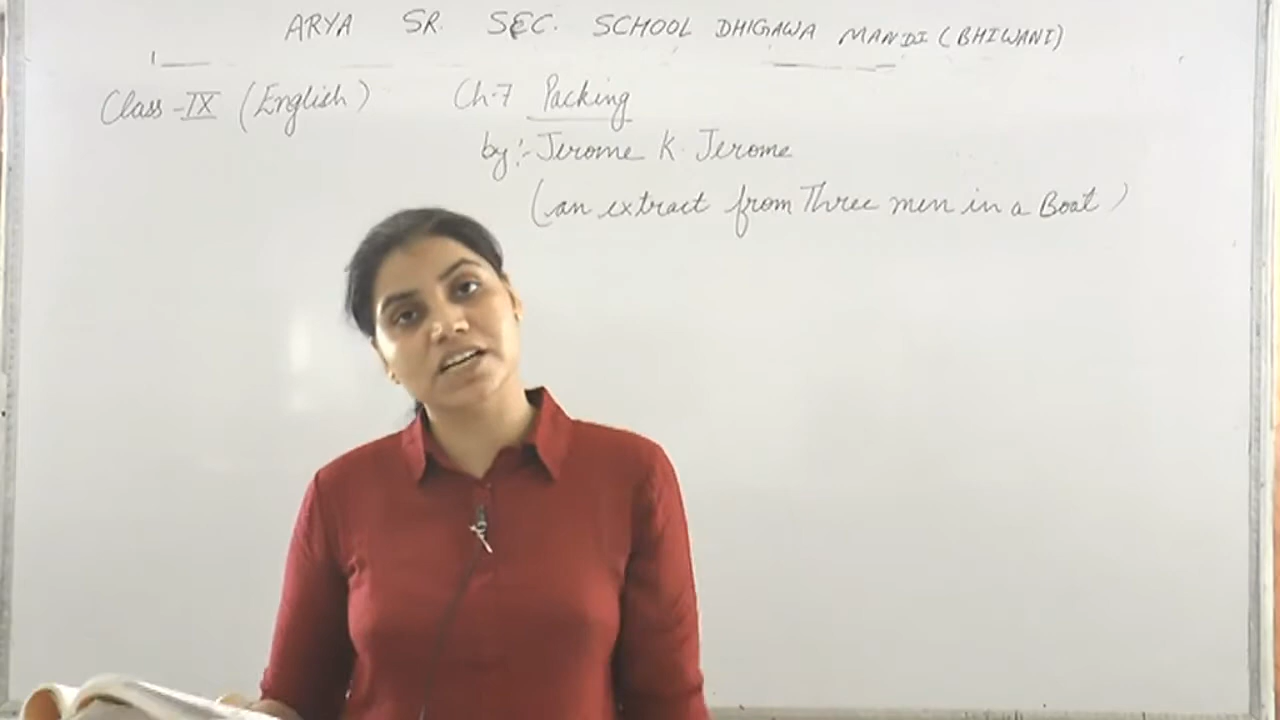 ARYA SR. SEC. SCHOOL DHIGAWA MANDI (BHIWANI)
Class - IX (English) Ch-7 Packing
by:- Jerome K. Jerome
(an extract from Three men in a Boat)